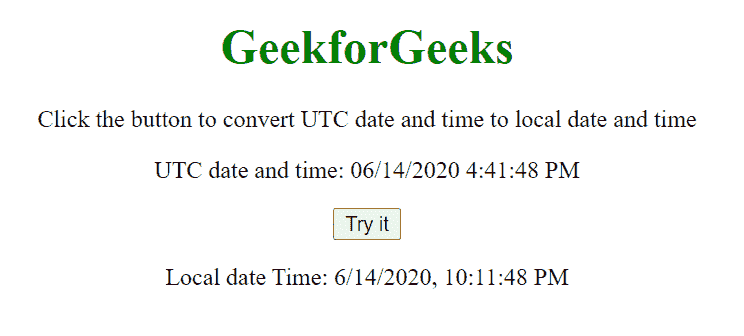 GeekforGeeks
Click the button to convert UTC date and time to local date and time
UTC date and time: 06/14/2020 4:41:48 PM
Try it
Local date Time: 6/14/2020, 10:11:48 PM